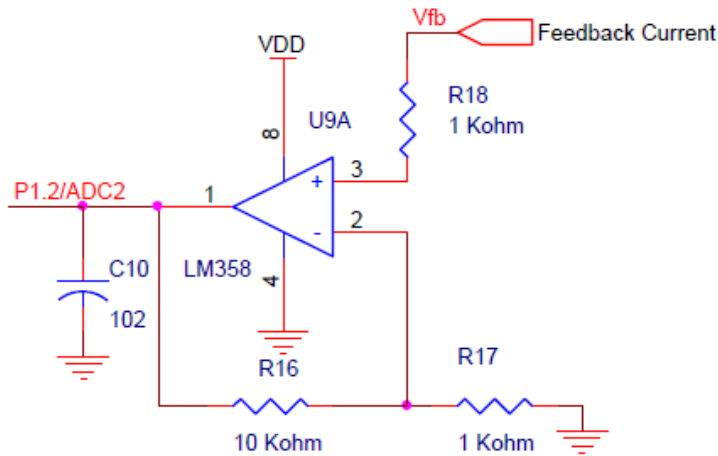 Vfb
Feedback Current
VDD
R18
1 Kohm
U9A
8
P1.2/ADC2
1
+
3
-
2
C10
102
LM358
4
R16
10 Kohm
R17
1 Kohm